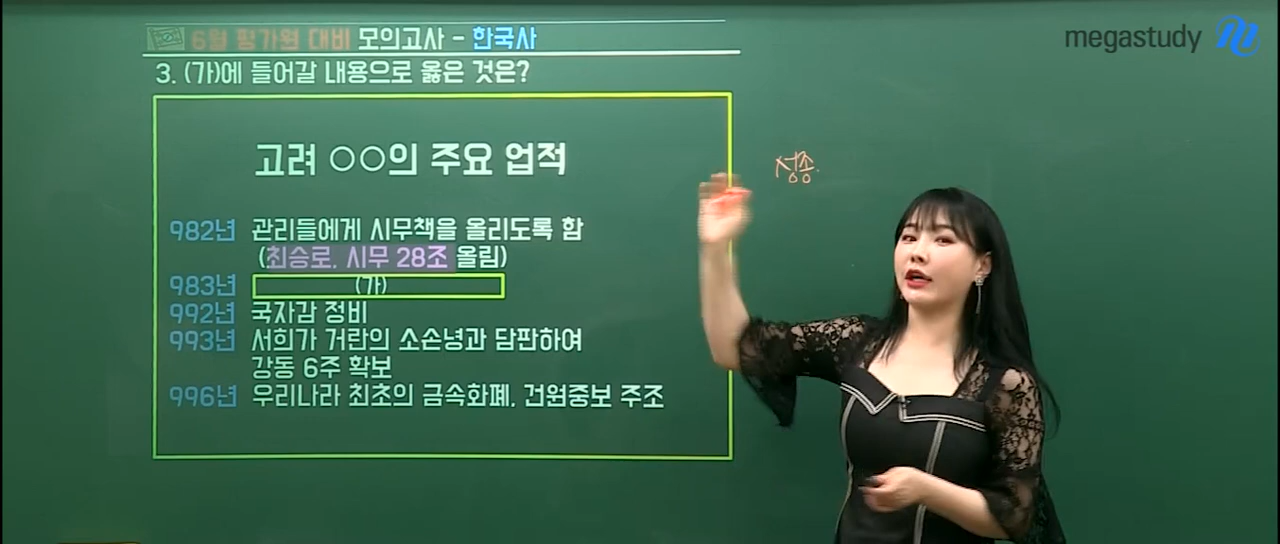 6월 평가원 대비 모의고사 - 한국사
megastudy
3. (가)에 들어갈 내용으로 옳은 것은?
고려 ○○의 주요 업적
성종
982년 관리들에게 시무책을 올리도록 함
(최승로, 시무 28조 올림)
983년 (가)
992년 국자감 정비
993년 서희가 거란의 소손녕과 담판하여
강동 6주 확보
996년 우리나라 최초의 금속화폐, 건원중보 주조